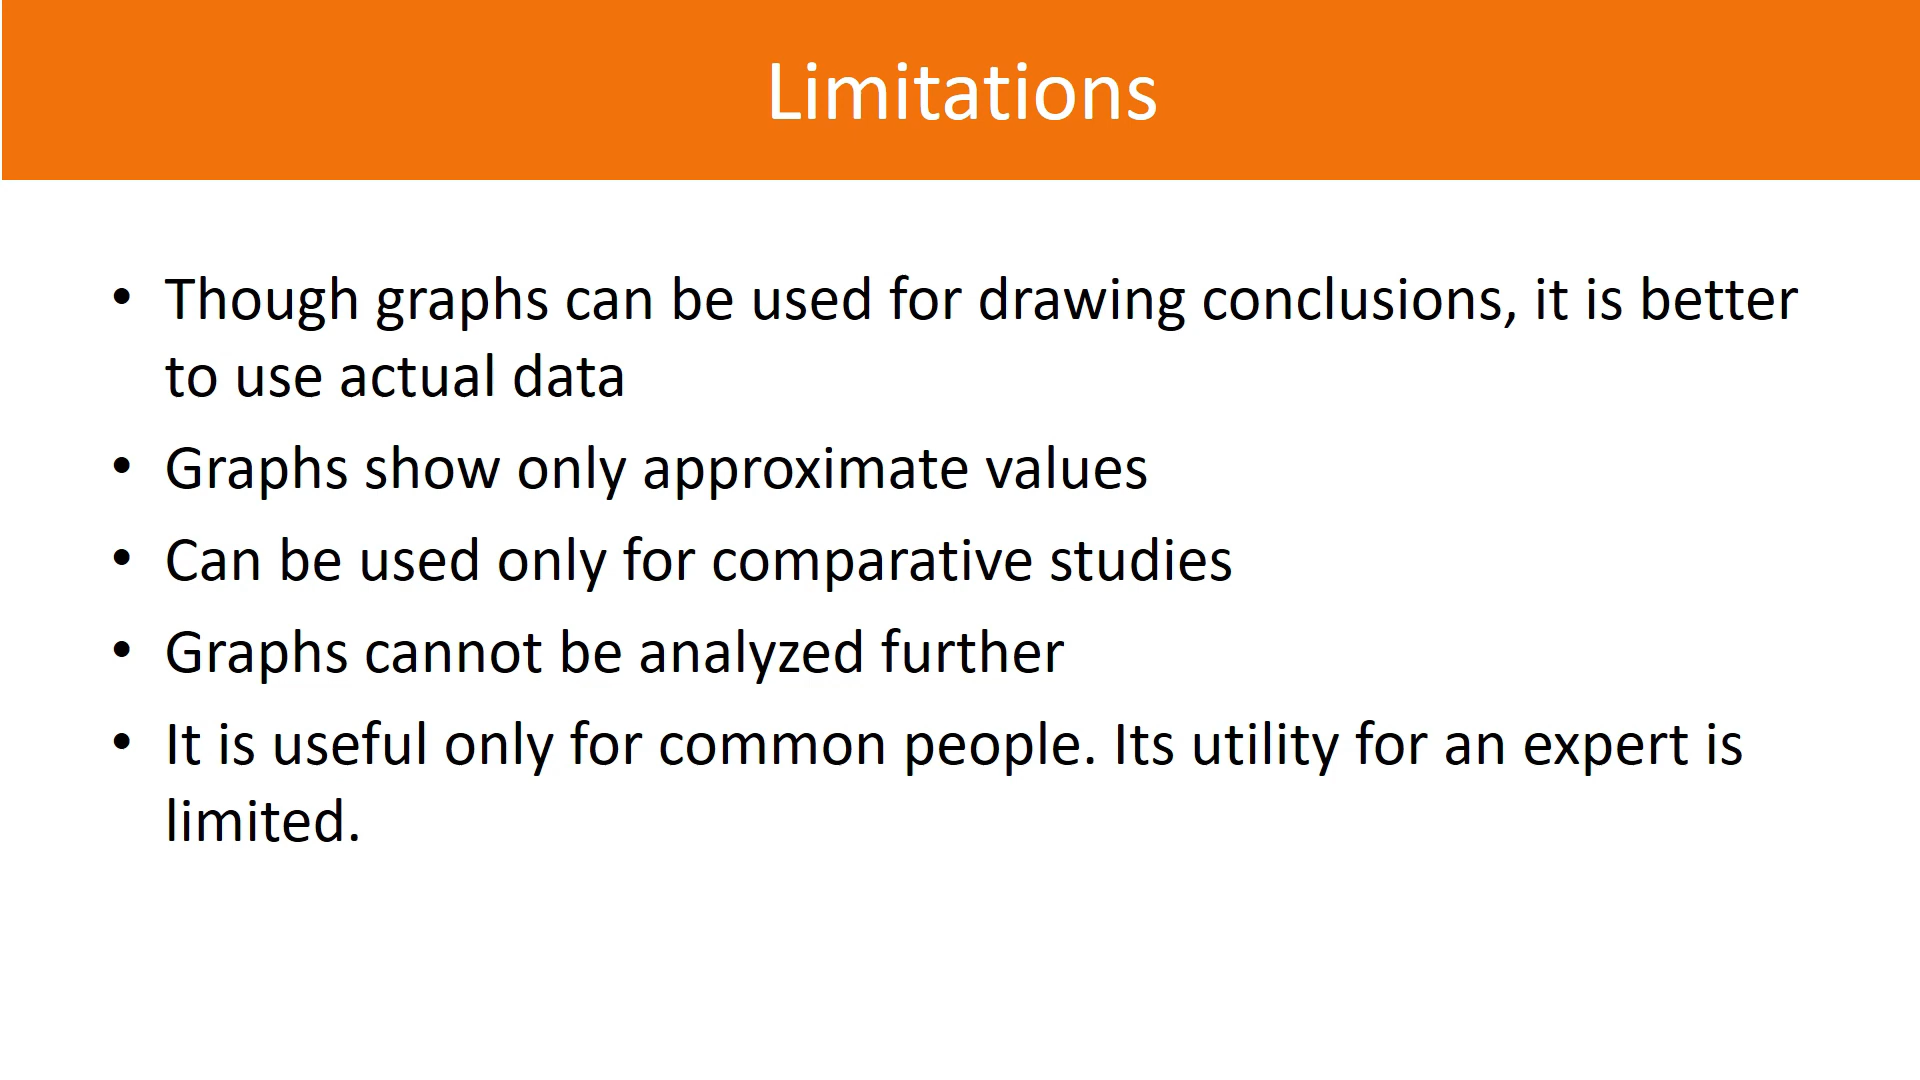 Limitations
• Though graphs can be used for drawing conclusions, it is better
to use actual data
• Graphs show only approximate values
• Can be used only for comparative studies
• Graphs cannot be analyzed further
• It is useful only for common people. Its utility for an expert is
limited.